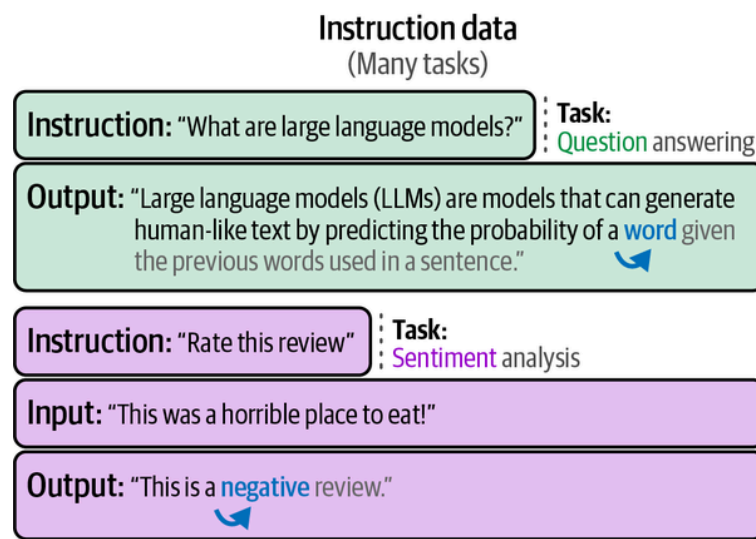 Instruction data
(Many tasks)
Instruction: “What are large language models?”
Task:
Question answering
Output: “Large language models (LLMs) are models that can generate
human-like text by predicting the probability of a word given
the previous words used in a sentence.”
Instruction: “Rate this review”
Task:
Sentiment analysis
Input: “This was a horrible place to eat!”
Output: “This is a negative review.”